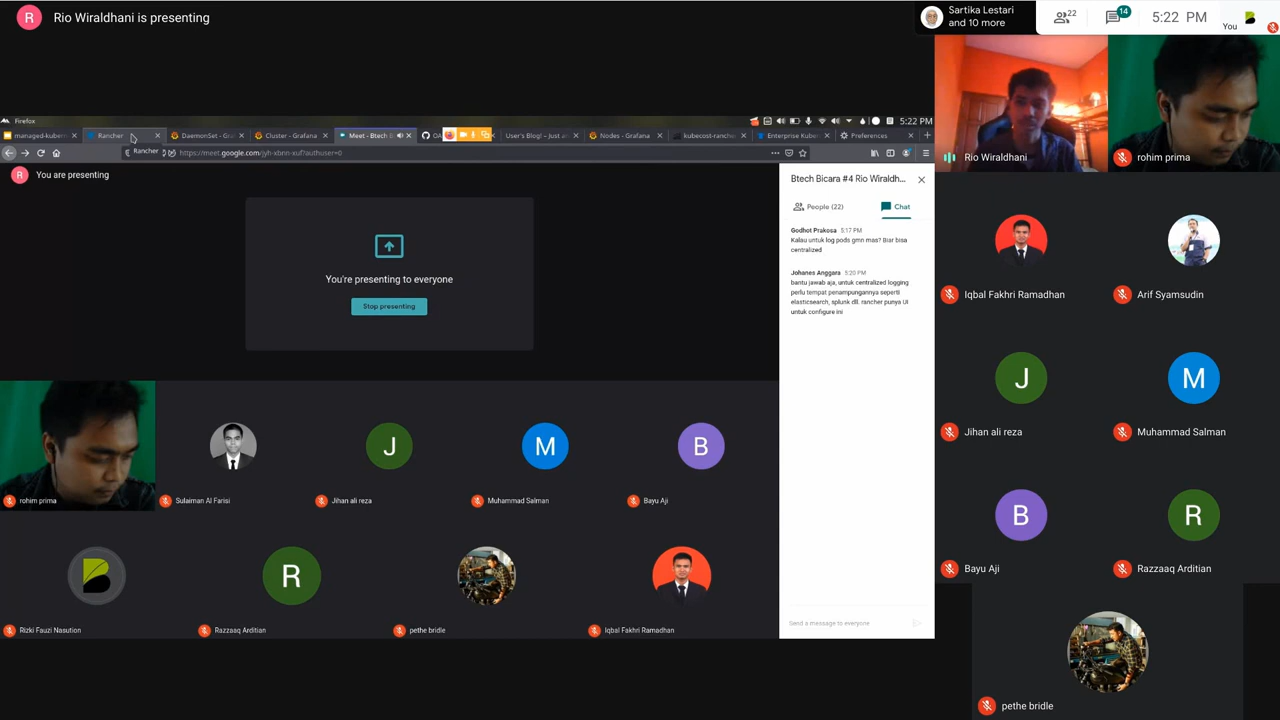 R
Rio Wiraldhani is presenting
Sartika Lestari
and 10 more
22
14
5:22 PM
You
Firefox
5:22 PM
managed-kuber
Rancher
DaemonSet - Gra
Cluster - Grafana
Meet - Btech B
User's Blog! – Just an
Nodes - Grafana
kubecost-ranche
Enterprise Kube
Preferences
Rancher
https://meet.google.com/jyh-xbnn-xuf?authuser=0
R
You are presenting
You're presenting to everyone
Stop presenting
Btech Bicara #4 Rio Wiraldh...
People (22)
Chat
Godhot Prakosa 5:17 PM
Kalau untuk log pods gmn mas? Biar bisa
centralized
Johanes Anggara 5:20 PM
bantu jawab aja, untuk centralized logging
perlu tempat penampungannya seperti
elasticsearch, splunk dll. rancher punya UI
untuk configure ini
Send a message to everyone
rohim prima
Sulaiman Al Farisi
J
Jihan ali reza
M
Muhammad Salman
B
Bayu Aji
Rizki Fauzi Nasution
R
Razzaaq Arditian
pethe bridle
Iqbal Fakhri Ramadhan
Rio Wiraldhani
rohim prima
Iqbal Fakhri Ramadhan
Arif Syamsudin
J
Jihan ali reza
M
Muhammad Salman
B
Bayu Aji
R
Razzaaq Arditian
pethe bridle